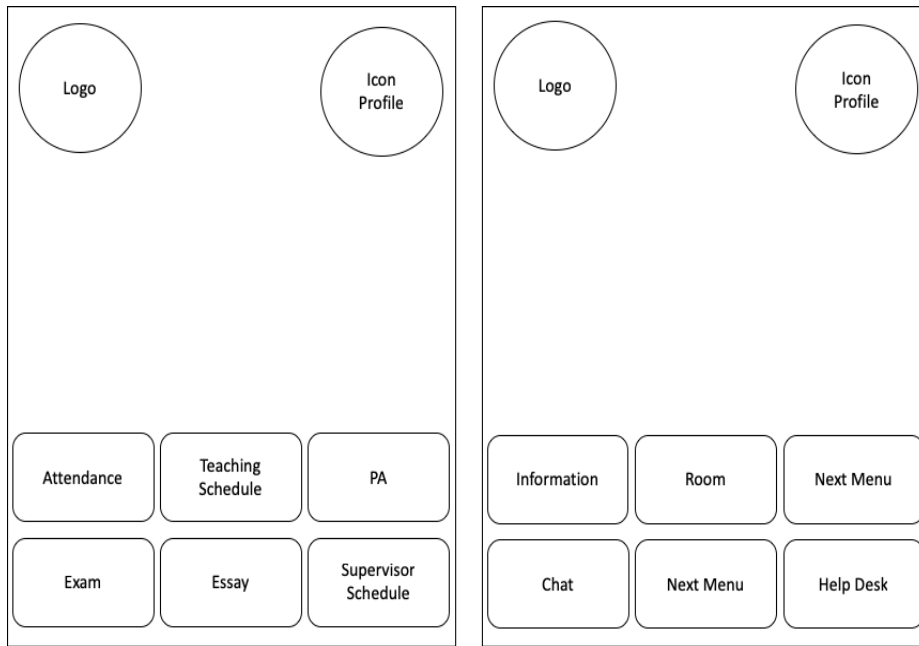 Logo
Icon
Profile
Attendance
Teaching
Schedule
PA
Exam
Essay
Supervisor
Schedule
Logo
Icon
Profile
Information
Room
Next Menu
Chat
Next Menu
Help Desk